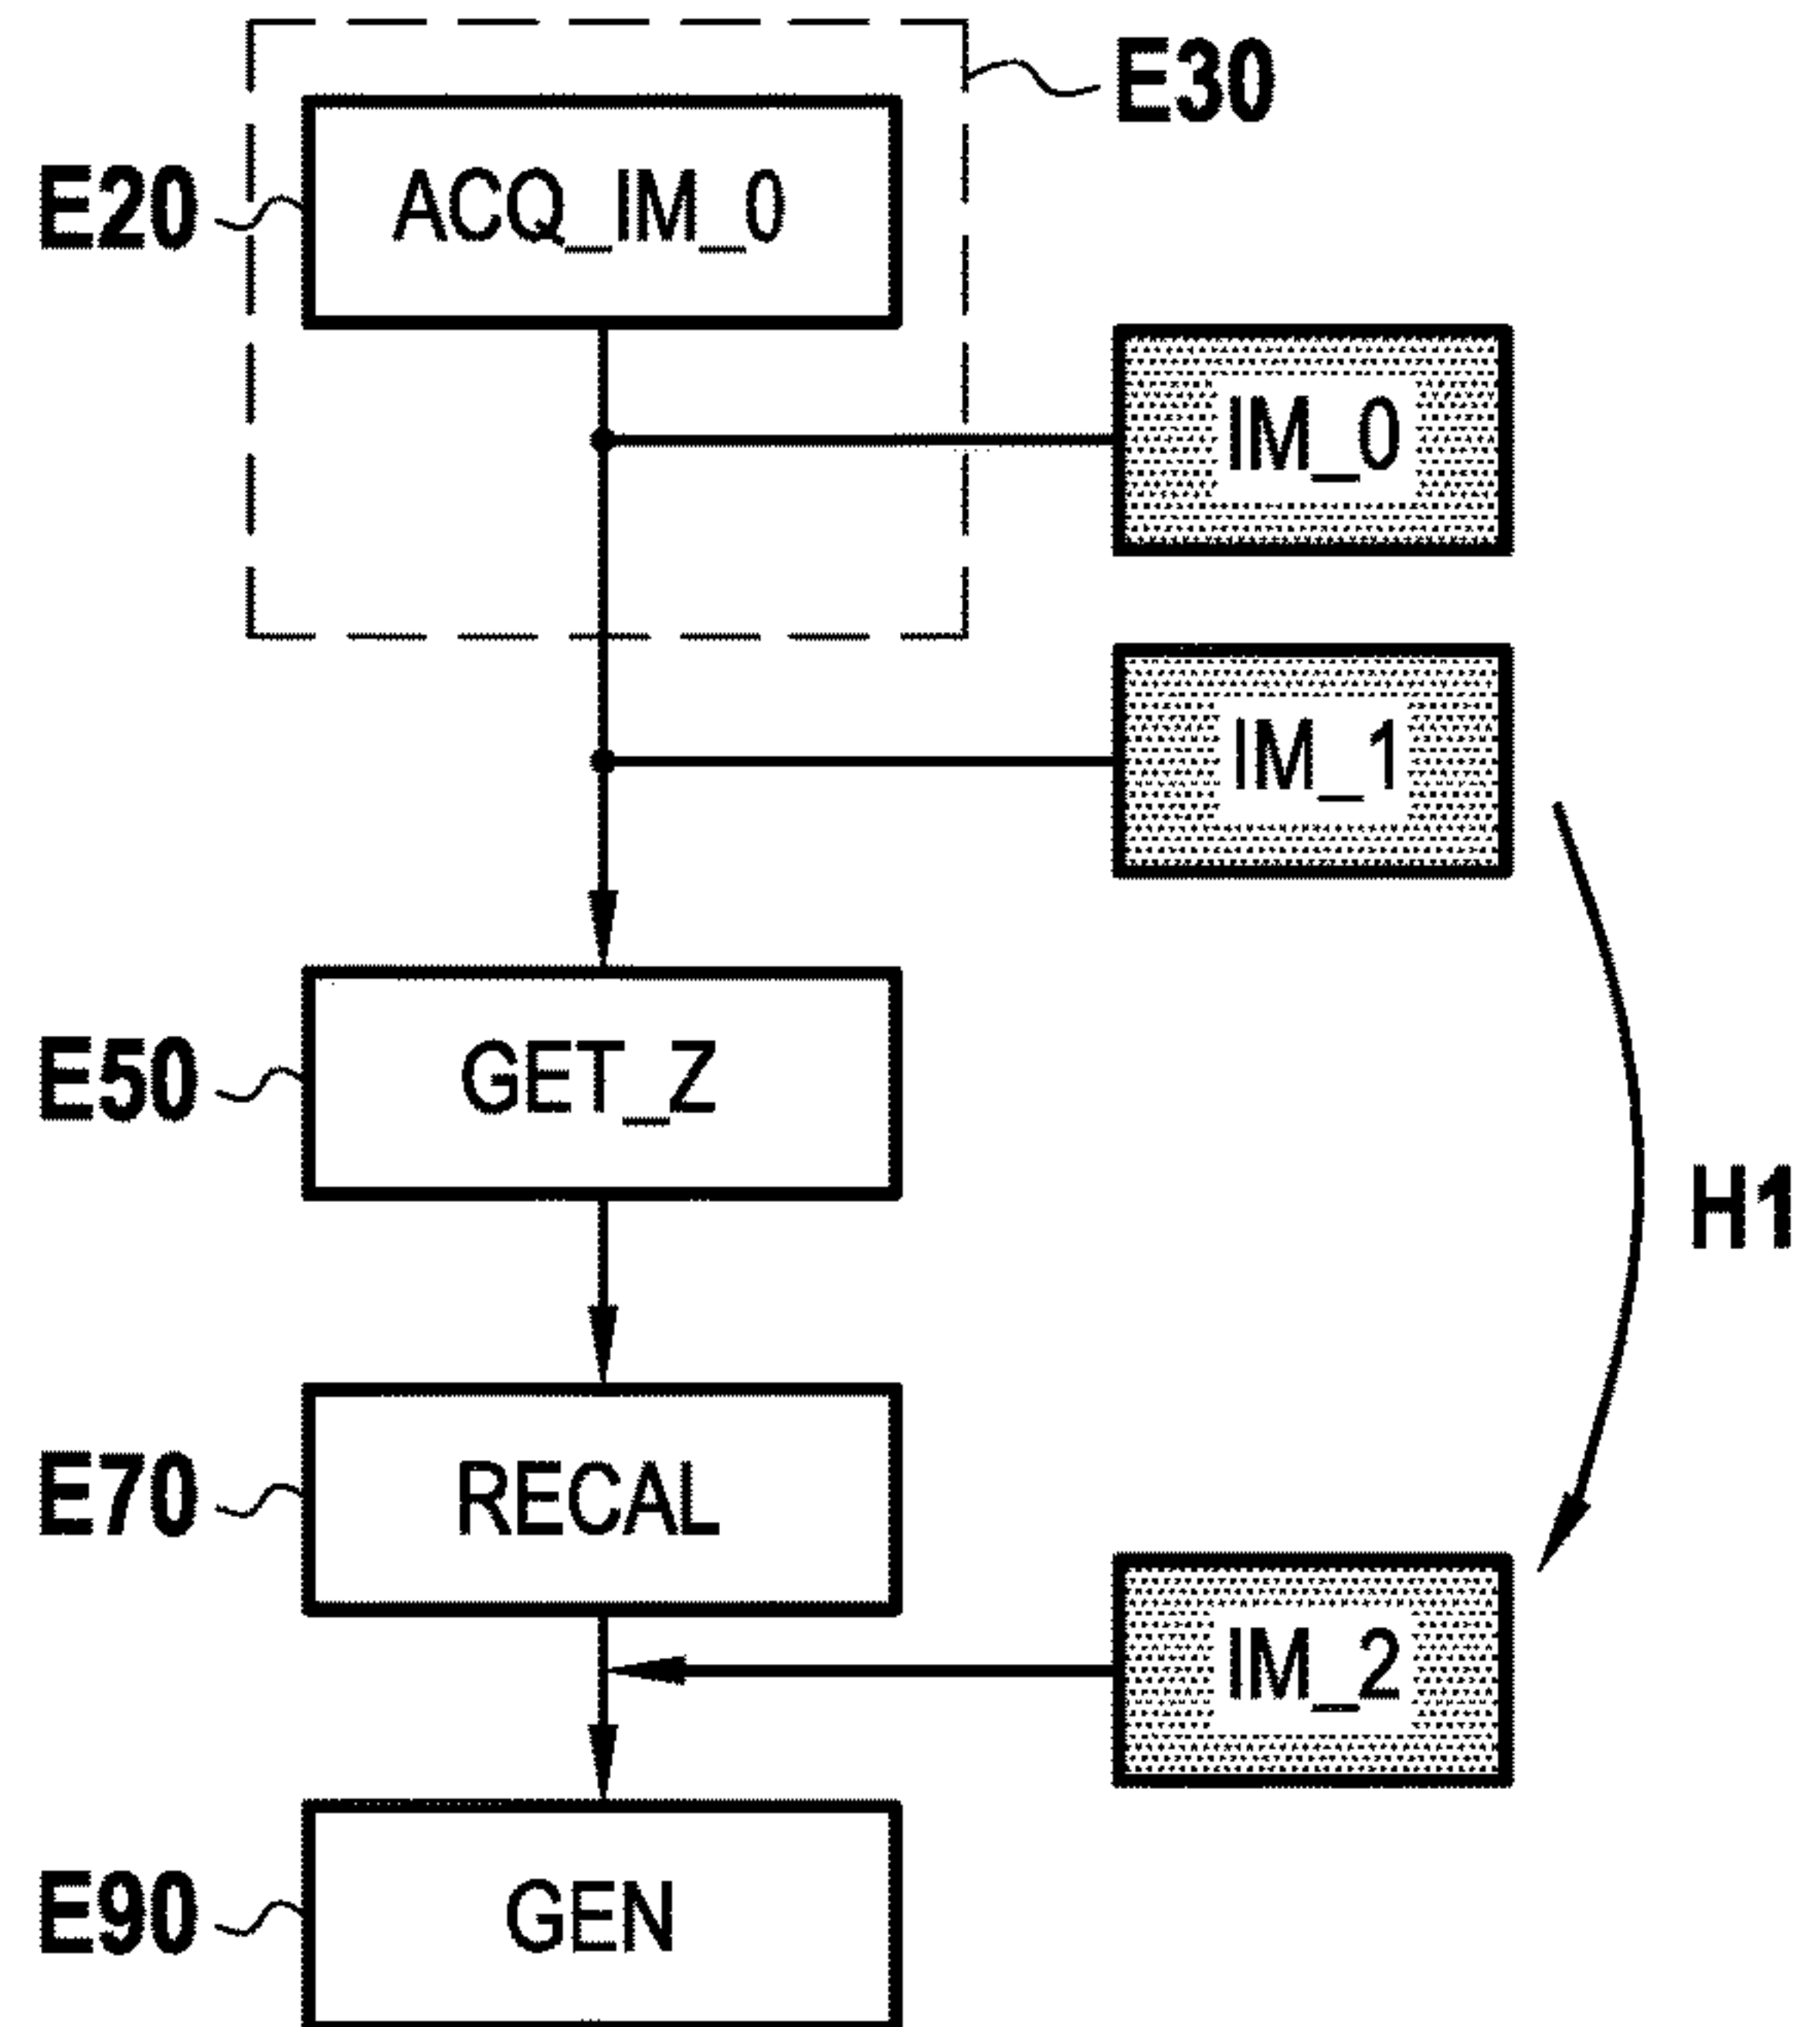 E30
E20
ACQ_IM_0
IM_0
IM_1
E50
GET_Z
H1
E70
RECAL
IM_2
E90
GEN